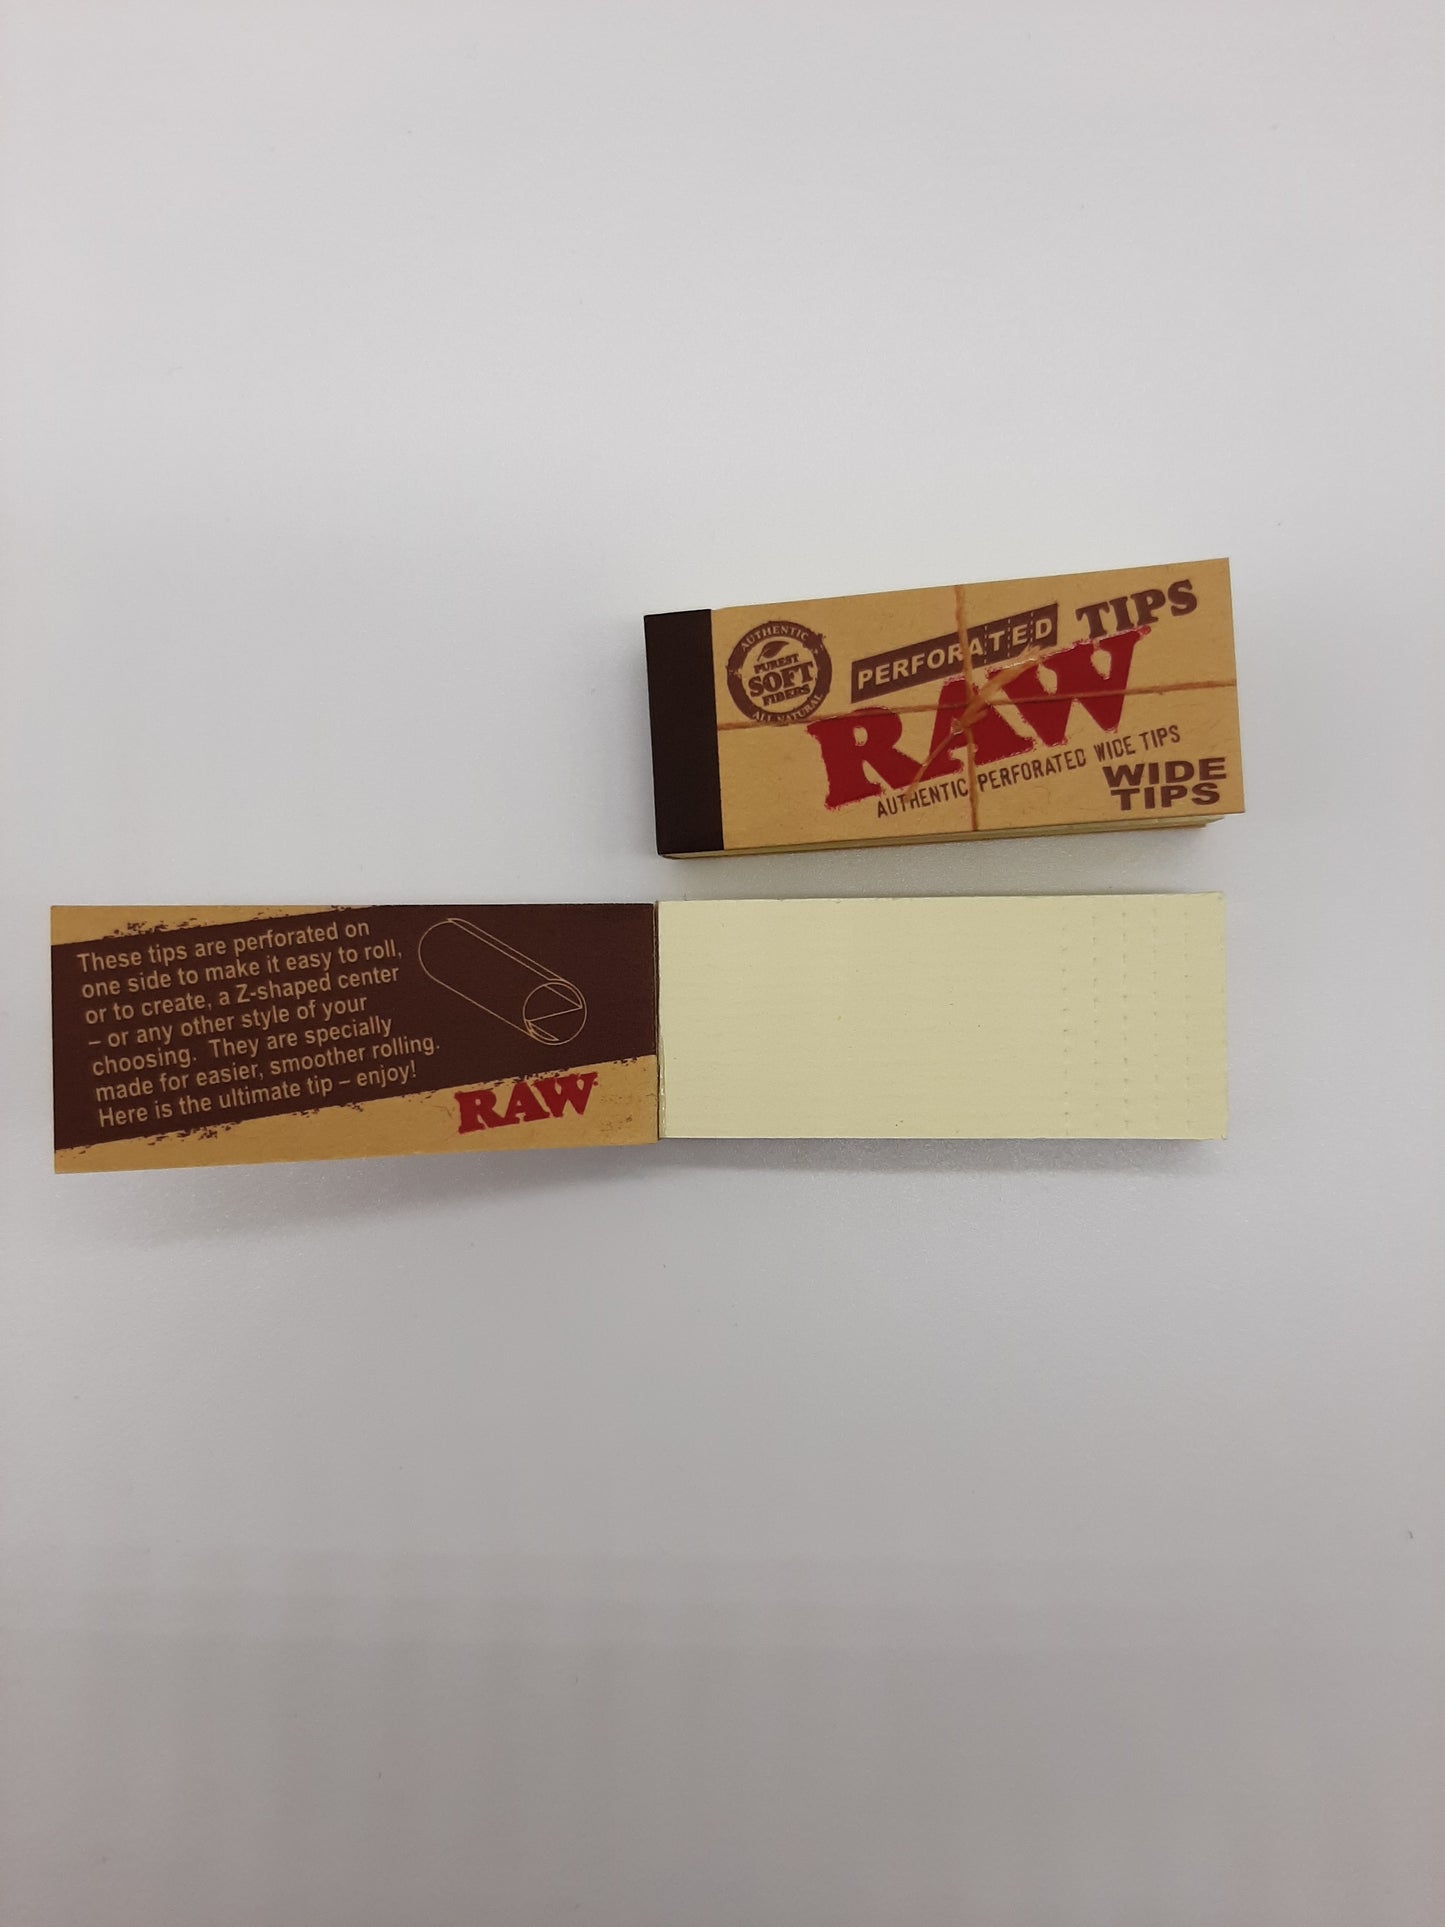 AUTHENTIC
PUREST
SOFT
FIBERS
ALL NATURAL
PERFORATED TIPS
RAW
AUTHENTIC PERFORATED WIDE TIPS
WIDE
TIPS
These tips are perforated on
one side to make it easy to roll,
or to create, a Z-shaped center
– or any other style of your
choosing. They are specially
made for easier, smoother rolling.
Here is the ultimate tip – enjoy!
RAW